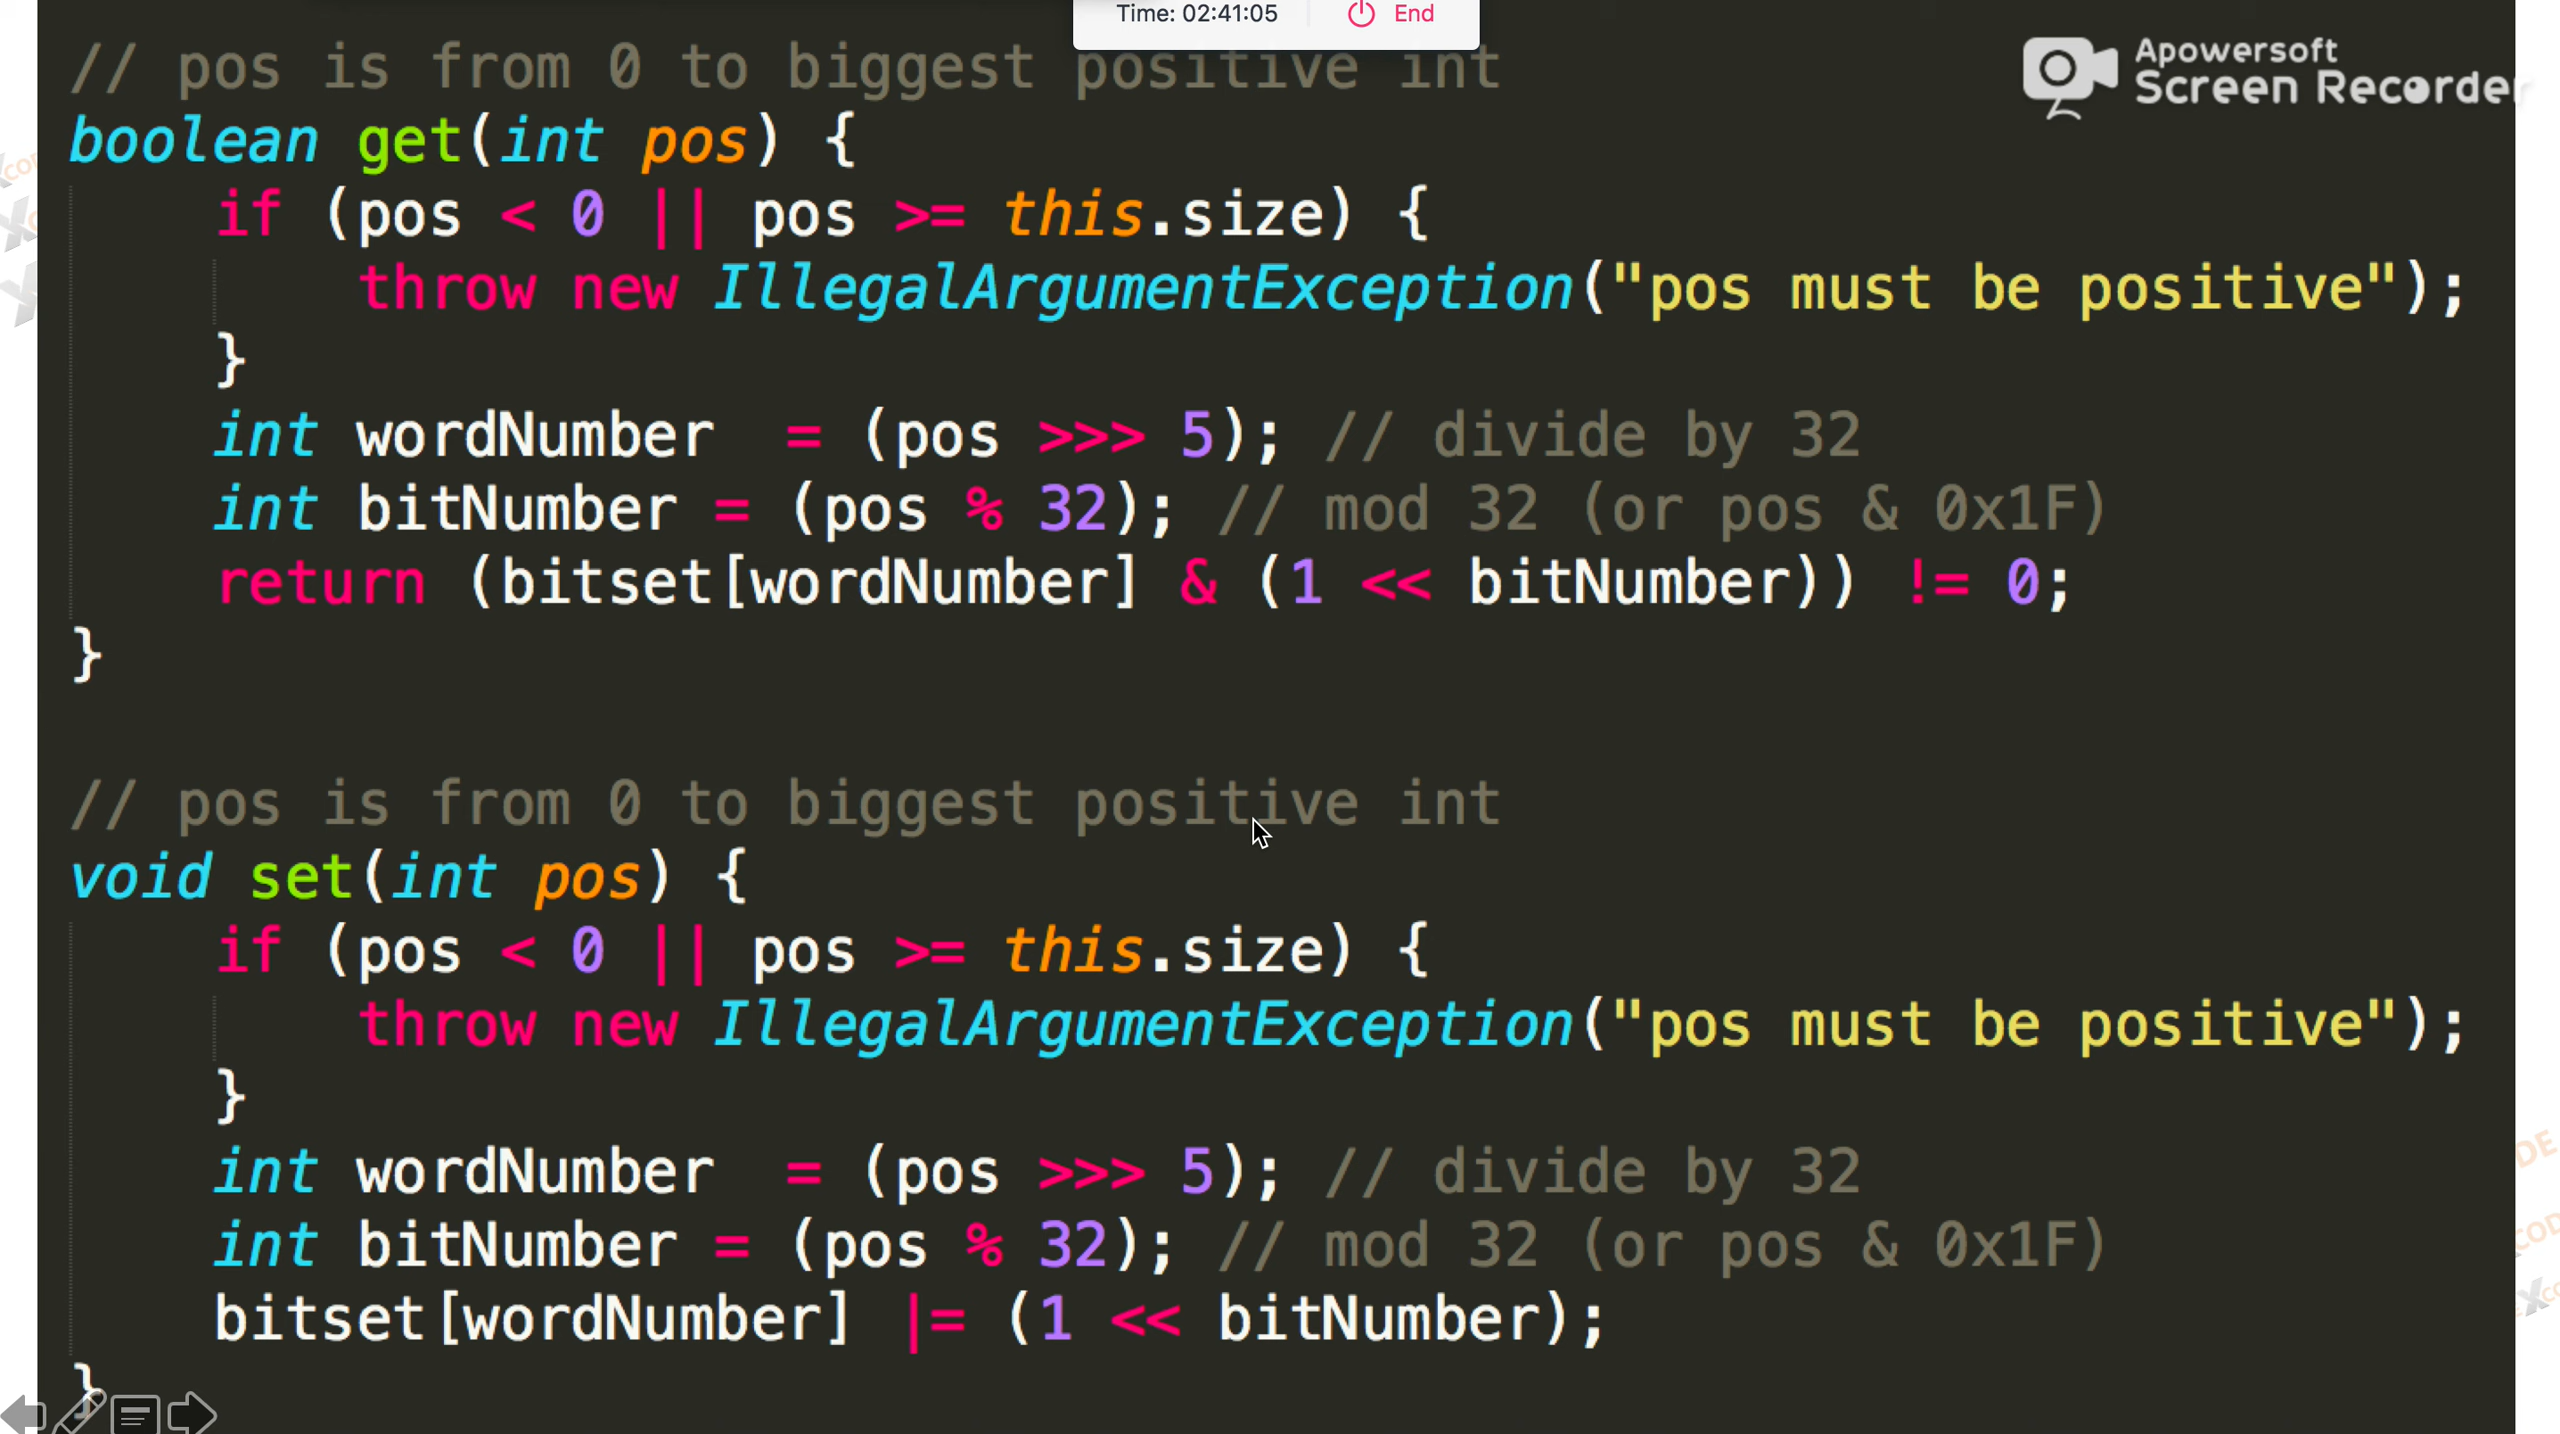 Time: 02:41:05 End
// pos is from 0 to biggest positive int
Apowersoft
Screen Recorder
boolean get(int pos) {
if (pos < 0 || pos >= this.size) {
throw new IllegalArgumentException("pos must be positive");
}
int wordNumber = (pos >>> 5); // divide by 32
int bitNumber = (pos % 32); // mod 32 (or pos & 0x1F)
return (bitset[wordNumber] & (1 << bitNumber)) != 0;
}
// pos is from 0 to biggest positive int
void set(int pos) {
if (pos < 0 || pos >= this.size) {
throw new IllegalArgumentException("pos must be positive");
}
int wordNumber = (pos >>> 5); // divide by 32
int bitNumber = (pos % 32); // mod 32 (or pos & 0x1F)
bitset[wordNumber] |= (1 << bitNumber);
}